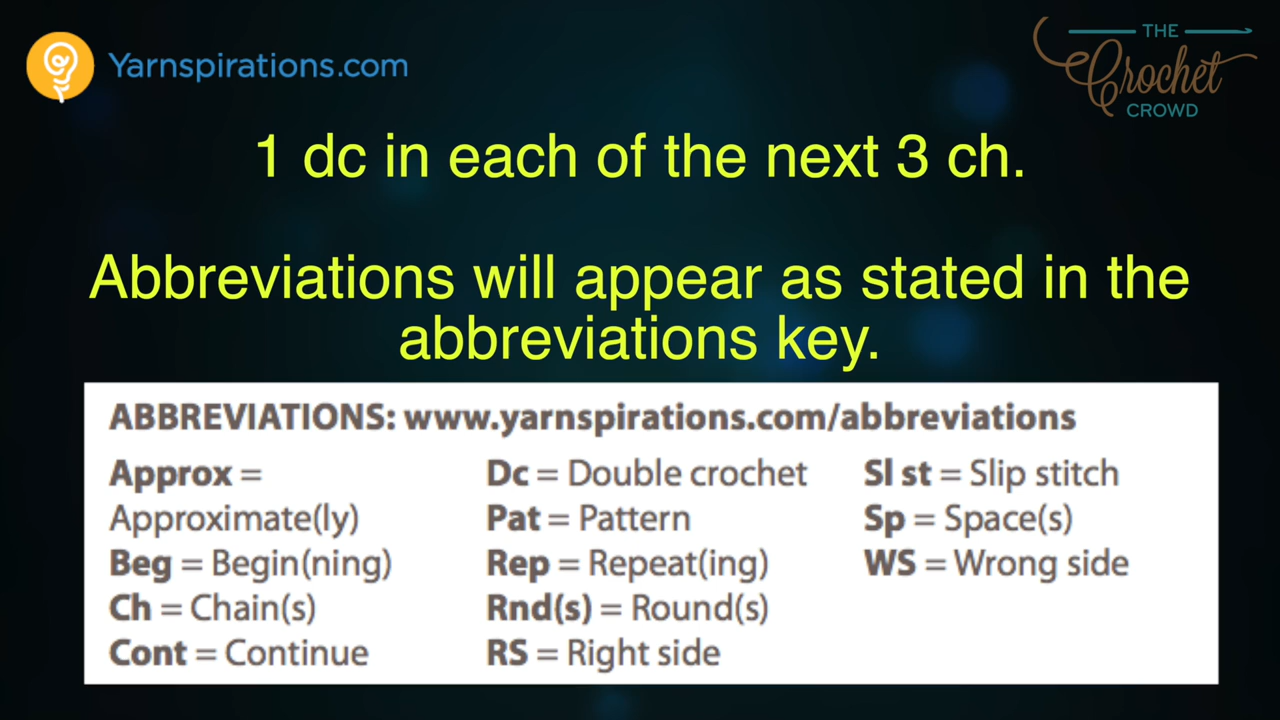 Yarnspirations.com
THE
Crochet
CROWD
1 dc in each of the next 3 ch.
Abbreviations will appear as stated in the
abbreviations key.
ABBREVIATIONS: www.yarnspirations.com/abbreviations
Approx =
Approximate(ly)
Beg = Begin(ning)
Ch = Chain(s)
Cont = Continue
Dc = Double crochet
Pat = Pattern
Rep = Repeat(ing)
Rnd(s) = Round(s)
RS = Right side
Sl st = Slip stitch
Sp = Space(s)
WS = Wrong side